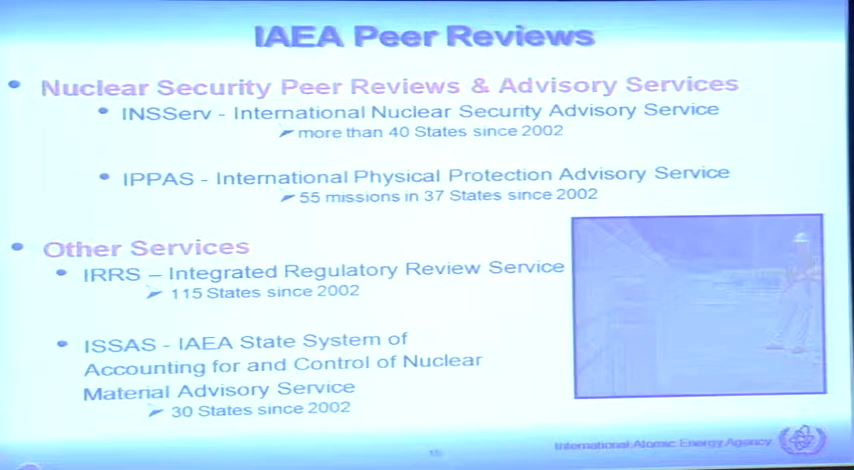 IAEA Peer Reviews
• Nuclear Security Peer Reviews & Advisory Services
• INSServ - International Nuclear Security Advisory Service
➤ more than 40 States since 2002
• IPPAS - International Physical Protection Advisory Service
➤ 55 missions in 37 States since 2002
• Other Services
• IRRS – Integrated Regulatory Review Service
➤ 115 States since 2002
• ISSAS - IAEA State System of
Accounting for and Control of Nuclear
Material Advisory Service
➤ 30 States since 2002
International Atomic Energy Agency